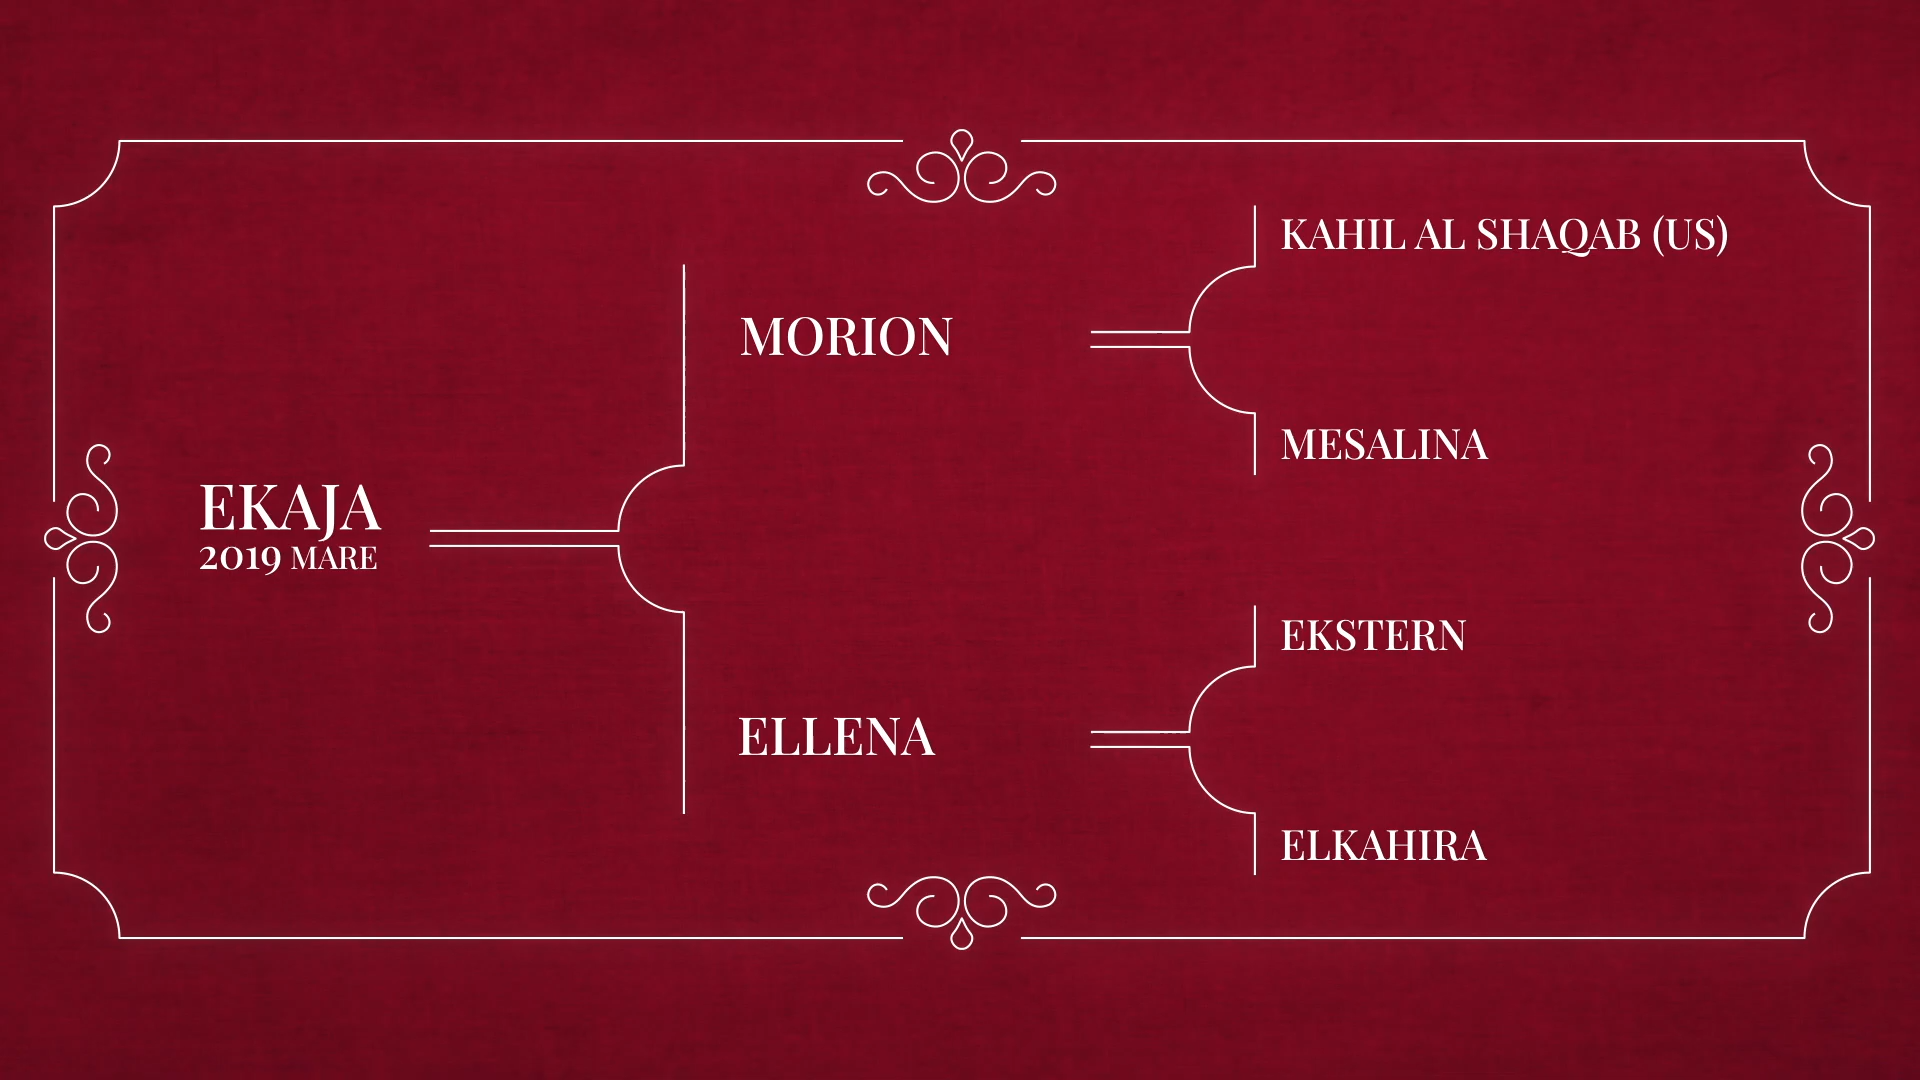 EKAJA
2019 MARE
MORION
ELLENA
KAHIL AL SHAQAB (US)
MESALINA
EKSTERN
ELKAHIRA